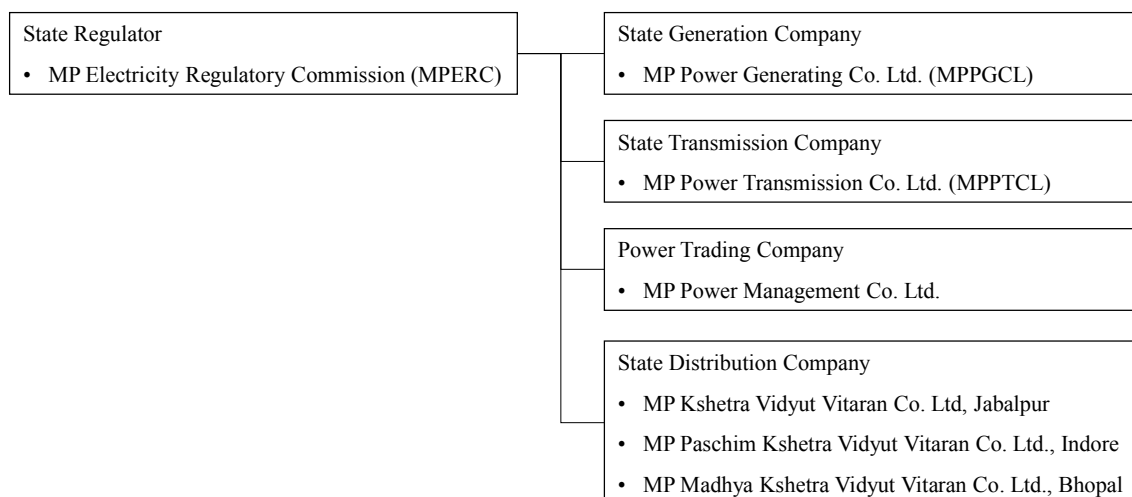 State Regulator
• MP Electricity Regulatory Commission (MPERC)
State Generation Company
• MP Power Generating Co. Ltd. (MPPGCL)
State Transmission Company
• MP Power Transmission Co. Ltd. (MPPTCL)
Power Trading Company
• MP Power Management Co. Ltd.
State Distribution Company
• MP Kshetra Vidyut Vitaran Co. Ltd, Jabalpur
• MP Paschim Kshetra Vidyut Vitaran Co. Ltd., Indore
• MP Madhya Kshetra Vidyut Vitaran Co. Ltd., Bhopal